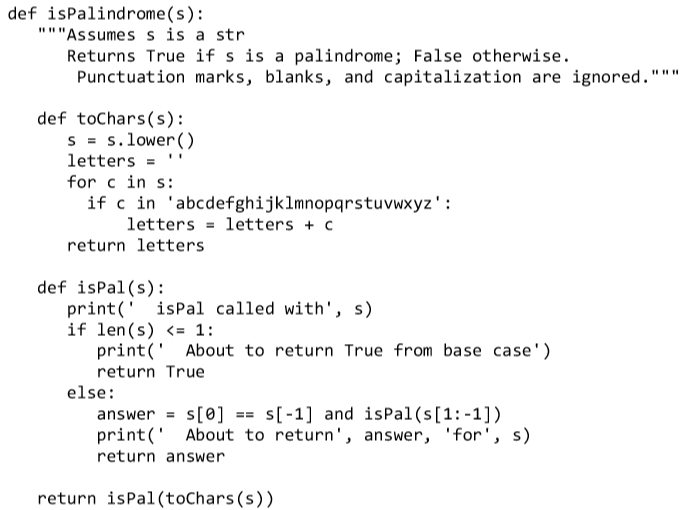 def isPalindrome(s):
    """Assumes s is a str
       Returns True if s is a palindrome; False otherwise.
        Punctuation marks, blanks, and capitalization are ignored."""

    def toChars(s):
       s = s.lower()
       letters = ''
       for c in s:
         if c in 'abcdefghijklmnopqrstuvwxyz':
             letters = letters + c
       return letters

    def isPal(s):
       print('  isPal called with', s)
       if len(s) <= 1:
          print('  About to return True from base case')
          return True
       else:
          answer = s[0] == s[-1] and isPal(s[1:-1])
          print('  About to return', answer, 'for', s)
          return answer

    return isPal(toChars(s))